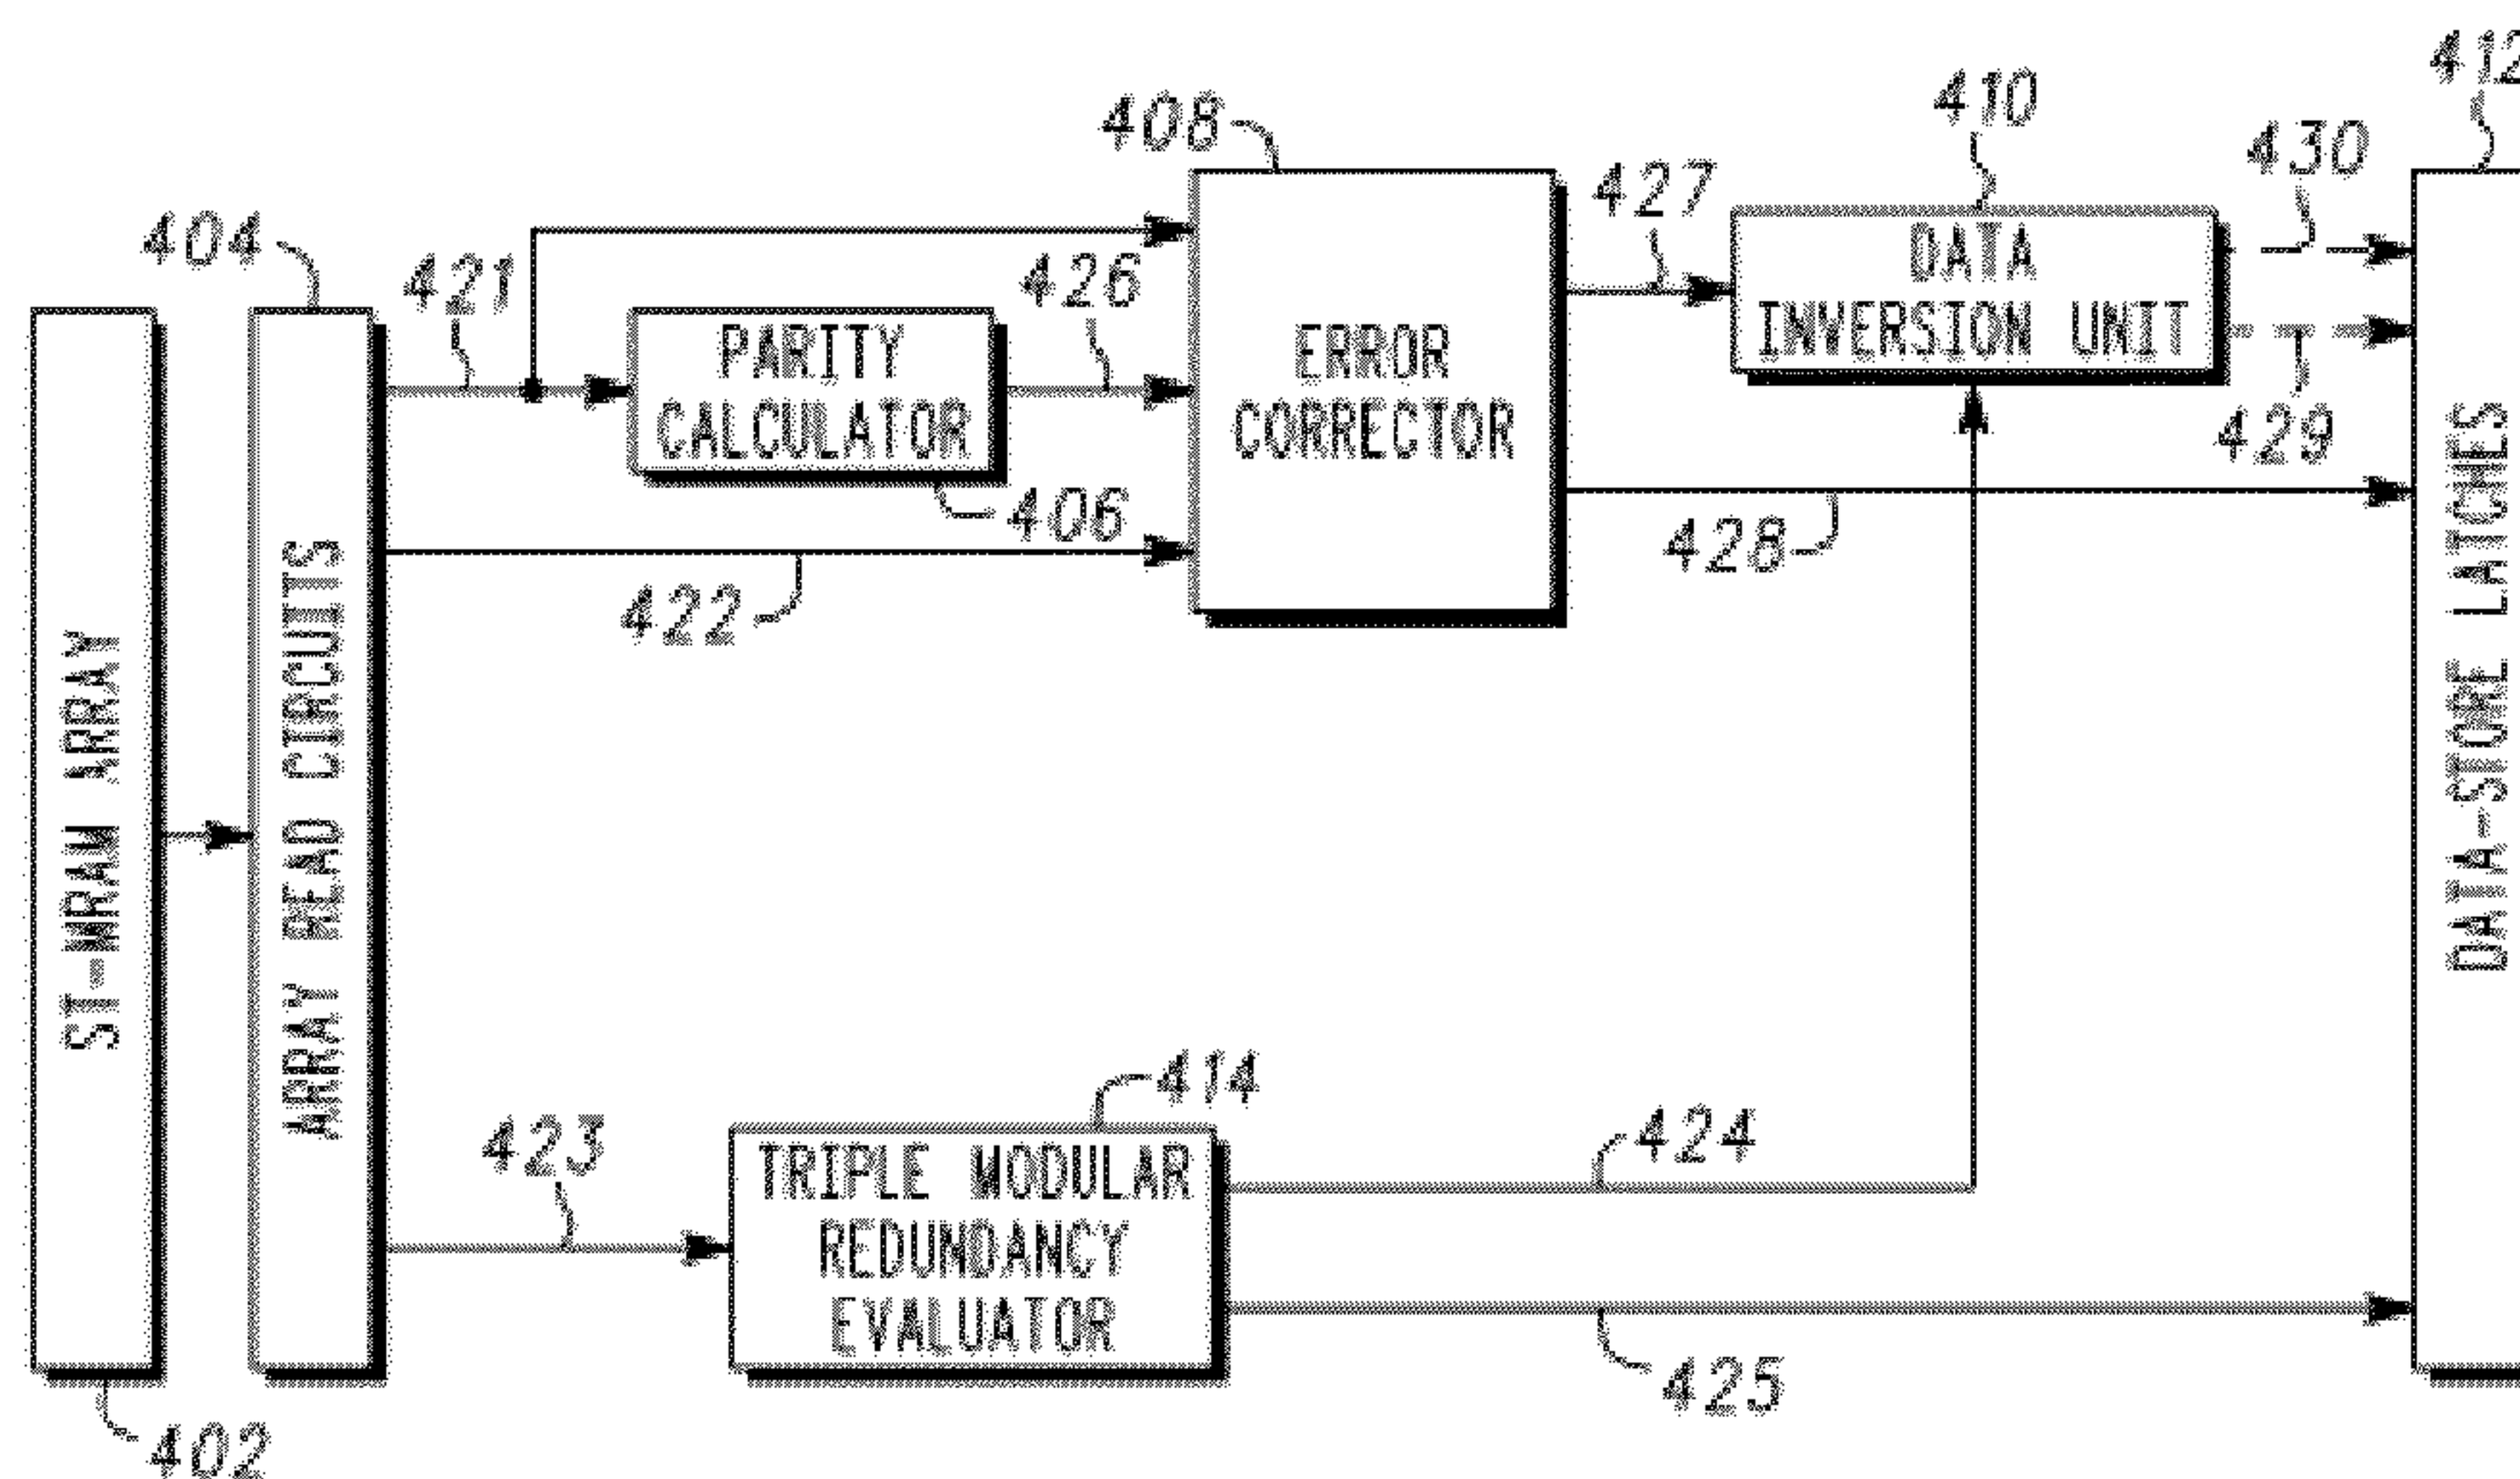 412
410
408
430
427
404
421
426
DATA
INVERSION UNIT
PARITY
CALCULATOR
ERROR
CORRECTOR
429
406
428
422
ST-MRAM ARRAY
ARRAY READ CIRCUITS
DATA-STORE LATCHES
414
423
424
TRIPLE MODULAR
REDUNDANCY
EVALUATOR
425
402